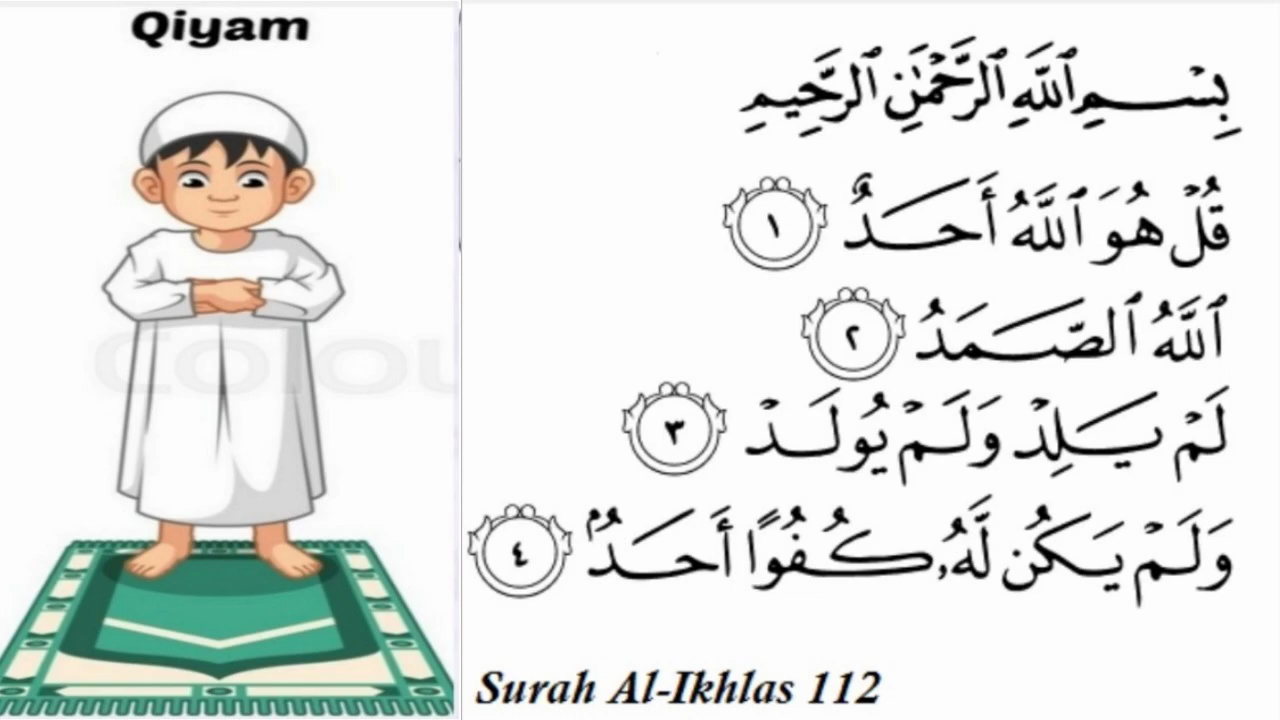 Qiyam
بِسْمِ ٱللَّهِ ٱلرَّحْمَٰنِ ٱلرَّحِيمِ
قُلْ هُوَ ٱللَّهُ أَحَدٌ ١
ٱللَّهُ ٱلصَّمَدُ ٢
لَمْ يَلِدْ وَلَمْ يُولَدْ ٣
وَلَمْ يَكُن لَّهُۥ كُفُوًا أَحَدٌۢ ٤
Surah Al-Ikhlas 112